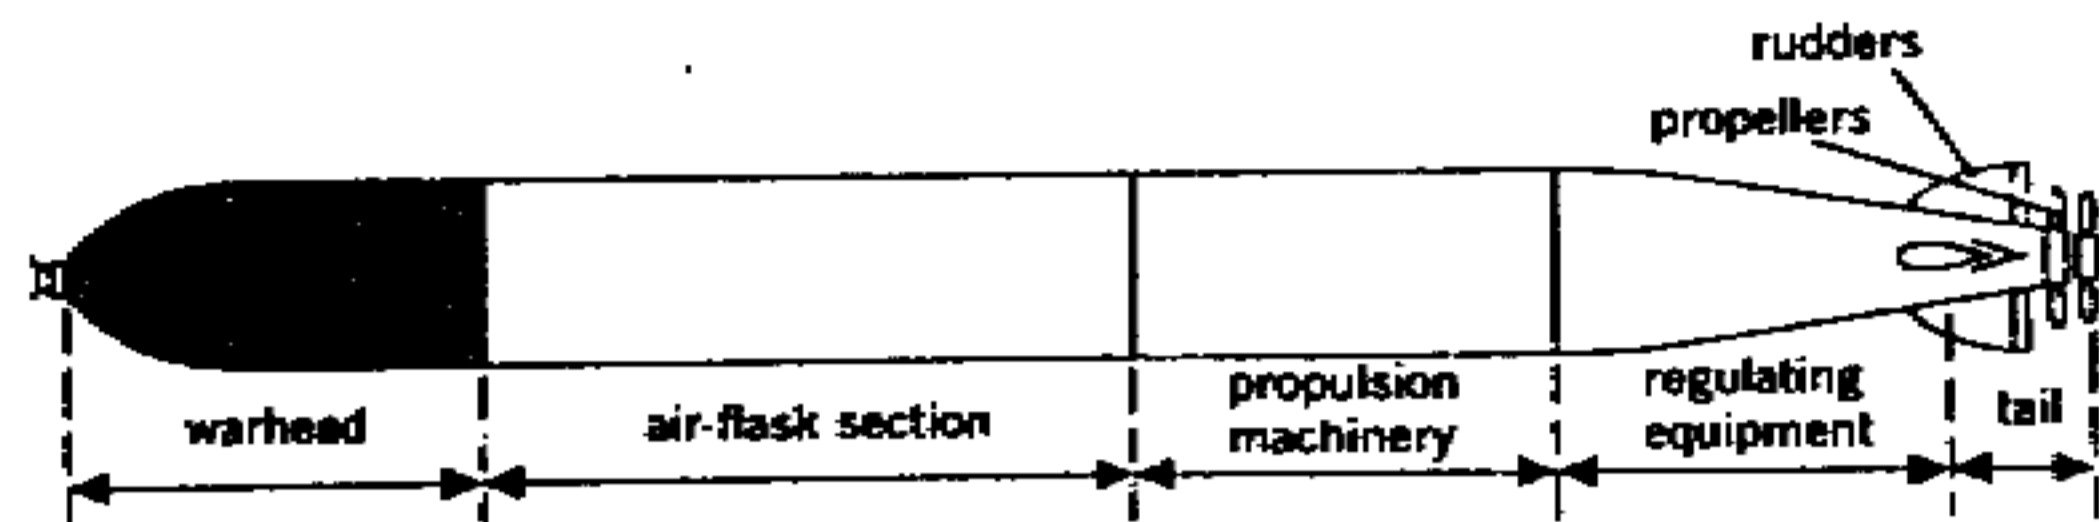 rudders
propellers
warhead
air-flask section
propulsion
machinery
regulating
equipment
tail